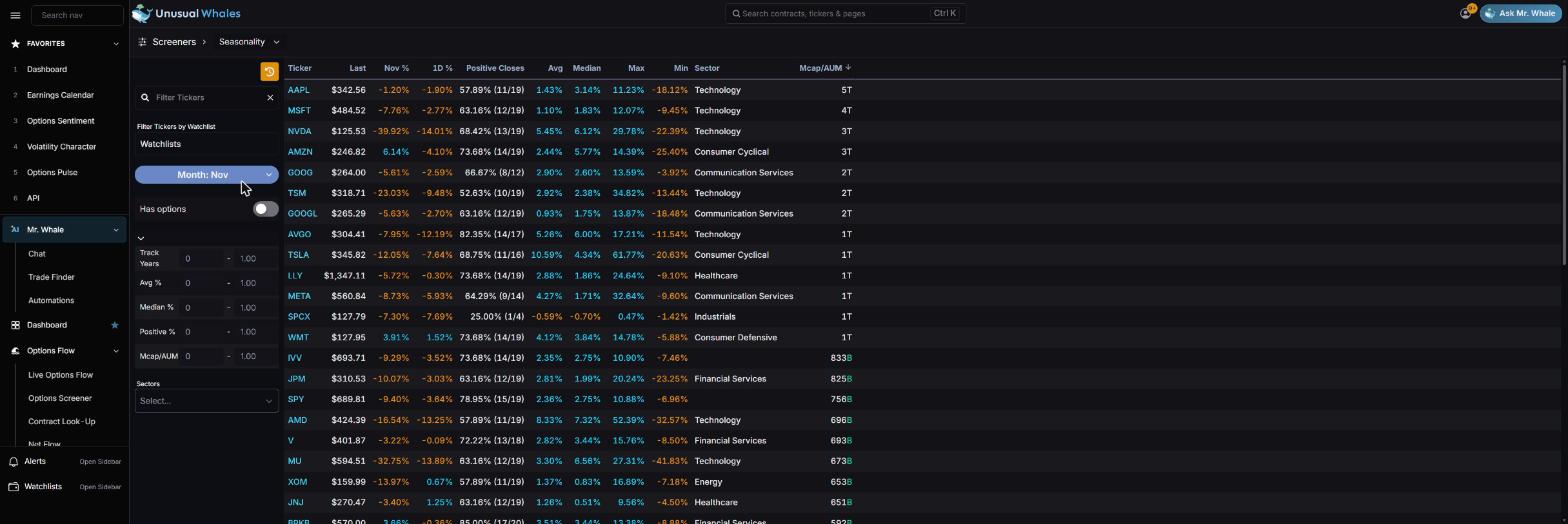 Search nav
Unusual Whales
Search contracts, tickers & pages
Ctrl K
9+
Ask Mr. Whale
FAVORITES
1 Dashboard
2 Earnings Calendar
3 Options Sentiment
4 Volatility Character
5 Options Pulse
6 API
AI Mr. Whale
Chat
Trade Finder
Automations
Dashboard
Options Flow
Live Options Flow
Options Screener
Contract Look-Up
Net Flow
Alerts Open Sidebar
Watchlists Open Sidebar
Screeners > Seasonality
Filter Tickers
Filter Tickers by Watchlist
Watchlists
Month: Nov
Has options
Track Years 0 - 1.00
Avg % 0 - 1.00
Median % 0 - 1.00
Positive % 0 - 1.00
Mcap/AUM 0 - 1.00
Sectors
Select...
Ticker Last Nov % 1D % Positive Closes Avg Median Max Min Sector Mcap/AUM
AAPL $342.56 -1.20% -1.90% 57.89% (11/19) 1.43% 3.14% 11.23% -18.12% Technology 5T
MSFT $484.52 -7.76% -2.77% 63.16% (12/19) 1.10% 1.83% 12.07% -9.45% Technology 4T
NVDA $125.53 -39.92% -14.01% 68.42% (13/19) 5.45% 6.12% 29.78% -22.39% Technology 3T
AMZN $246.82 6.14% -4.10% 73.68% (14/19) 2.44% 5.77% 14.39% -25.40% Consumer Cyclical 3T
GOOG $264.00 -5.61% -2.59% 66.67% (8/12) 2.90% 2.60% 13.59% -3.92% Communication Services 2T
TSM $318.71 -23.03% -9.48% 52.63% (10/19) 2.92% 2.38% 34.82% -13.44% Technology 2T
GOOGL $265.29 -5.63% -2.70% 63.16% (12/19) 0.93% 1.75% 13.87% -18.48% Communication Services 2T
AVGO $304.41 -7.95% -12.19% 82.35% (14/17) 5.26% 6.00% 17.21% -11.54% Technology 1T
TSLA $345.82 -12.05% -7.64% 68.75% (11/16) 10.59% 4.34% 61.77% -20.63% Consumer Cyclical 1T
LLY $1,347.11 -5.72% -0.30% 73.68% (14/19) 2.88% 1.86% 24.64% -9.10% Healthcare 1T
META $560.84 -8.73% -5.93% 64.29% (9/14) 4.27% 1.71% 32.64% -9.60% Communication Services 1T
SPCX $127.79 -7.30% -7.69% 25.00% (1/4) -0.59% -0.70% 0.47% -1.42% Industrials 1T
WMT $127.95 3.91% 1.52% 73.68% (14/19) 4.12% 3.84% 14.78% -5.88% Consumer Defensive 1T
IVV $693.71 -9.29% -3.52% 73.68% (14/19) 2.35% 2.75% 10.90% -7.46% 833B
JPM $310.53 -10.07% -3.03% 63.16% (12/19) 2.81% 1.99% 20.24% -23.25% Financial Services 825B
SPY $689.81 -9.40% -3.64% 78.95% (15/19) 2.36% 2.75% 10.88% -6.96% 756B
AMD $424.39 -16.54% -13.25% 57.89% (11/19) 8.33% 7.32% 52.39% -32.57% Technology 696B
V $401.87 -3.22% -0.09% 72.22% (13/18) 2.82% 3.44% 15.76% -8.50% Financial Services 693B
MU $594.51 -32.75% -13.89% 63.16% (12/19) 3.30% 6.56% 27.31% -41.83% Technology 673B
XOM $159.99 -13.97% 0.67% 57.89% (11/19) 1.37% 0.83% 16.89% -7.18% Energy 653B
JNJ $270.47 -3.40% 1.25% 63.16% (12/19) 1.26% 0.51% 9.56% -4.50% Healthcare 651B
BRKB $570.00 3.66% -0.36% 85.00% (17/20) 3.51% 3.44% 13.38% -8.88% Financial Services 592B